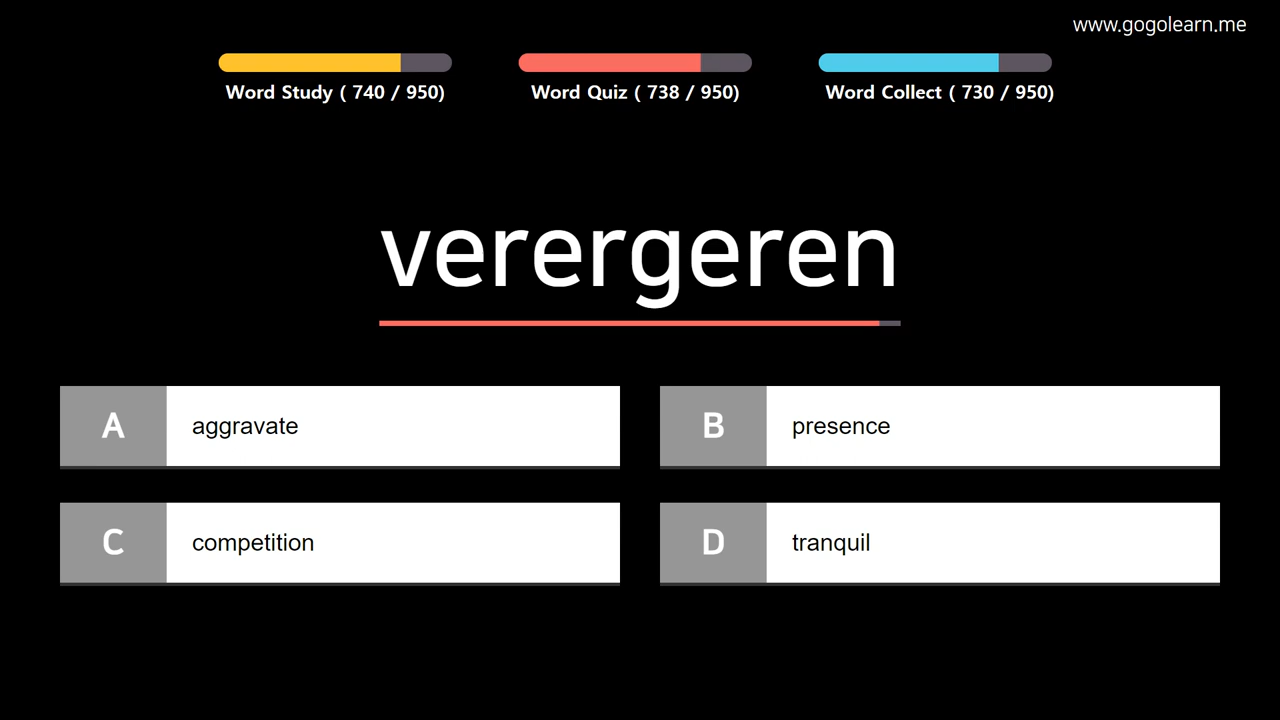 www.gogolearn.me
Word Study ( 740 / 950)
Word Quiz ( 738 / 950)
Word Collect ( 730 / 950)
verergeren
A aggravate
B presence
C competition
D tranquil